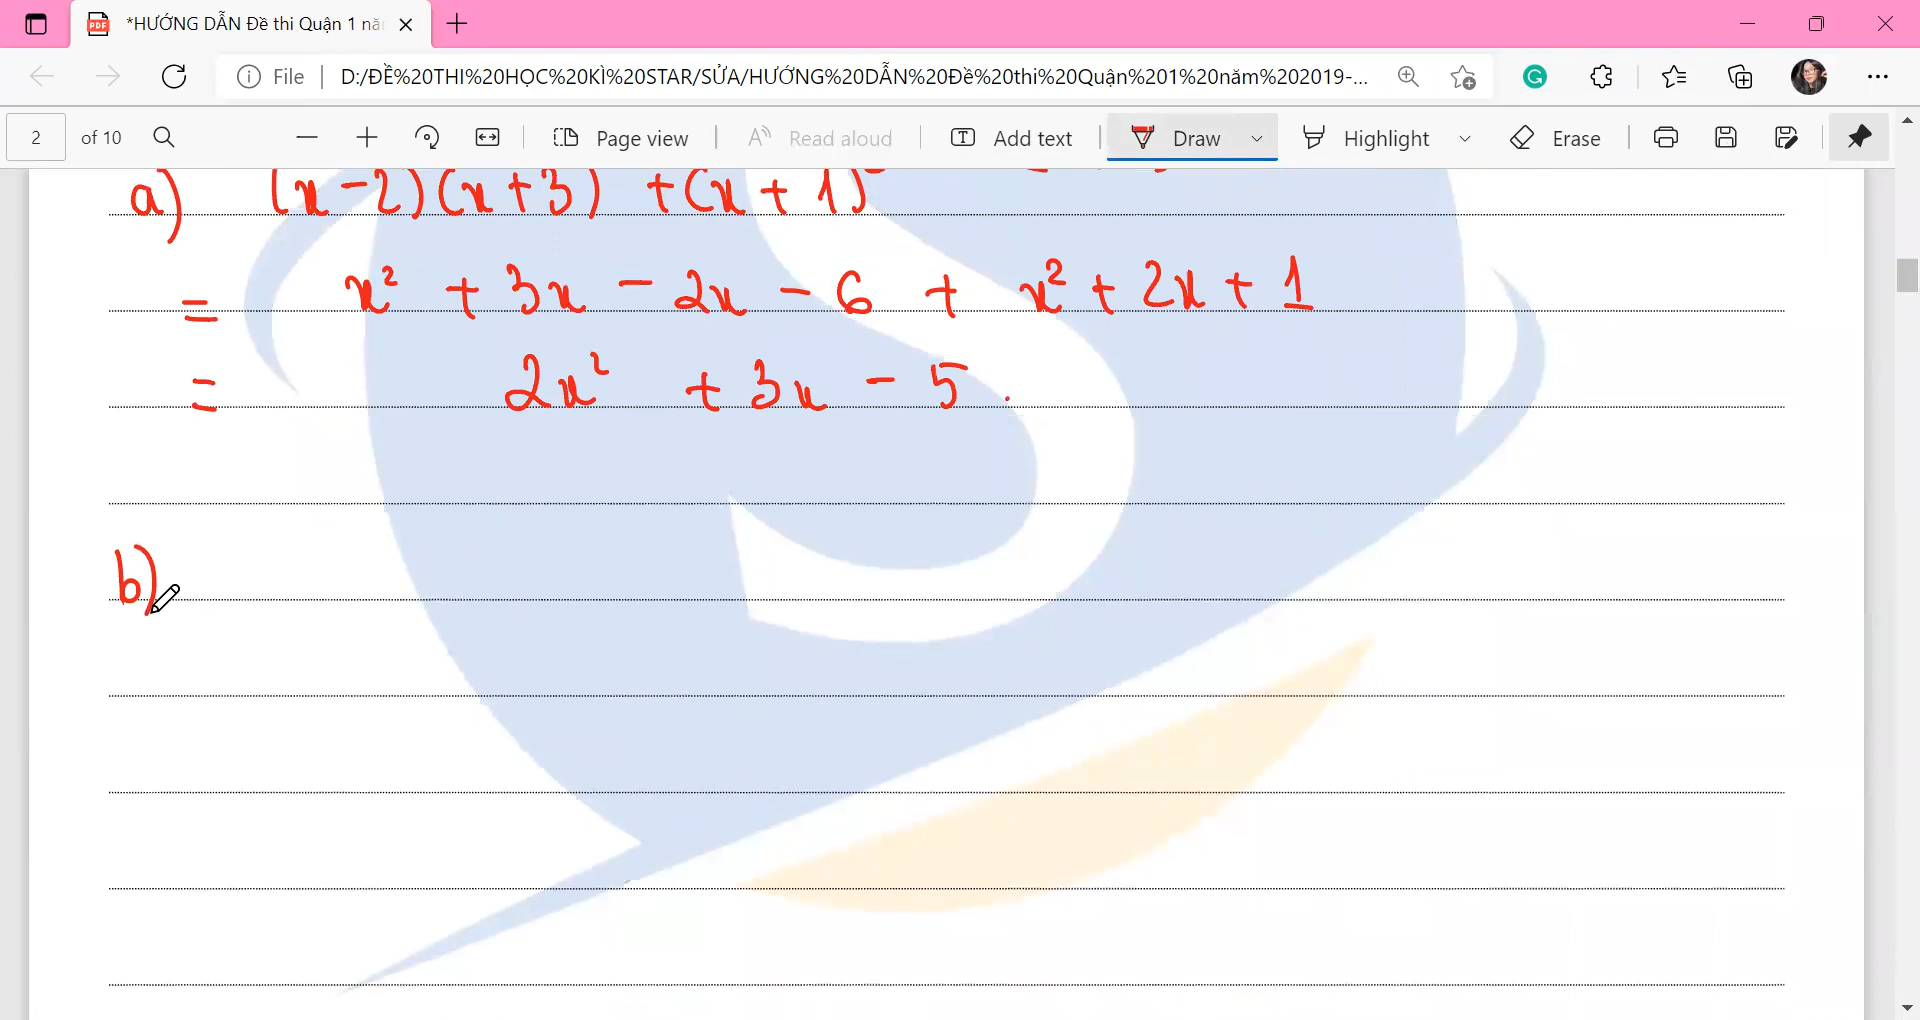 *HƯỚNG DẪN Đề thi Quận 1 nă
File D:/ĐỀ%20THI%20HỌC%20KÌ%20STAR/SỬA/HƯỚNG%20DẪN%20Đề%20thi%20Quận%201%20năm%202019-...
2 of 10 Page view Read aloud Add text Draw Highlight Erase
a) (x-2)(x+3) +(x+1)
= x² + 3x - 2x - 6 + x² + 2x + 1
= 2x² + 3x - 5.
b)